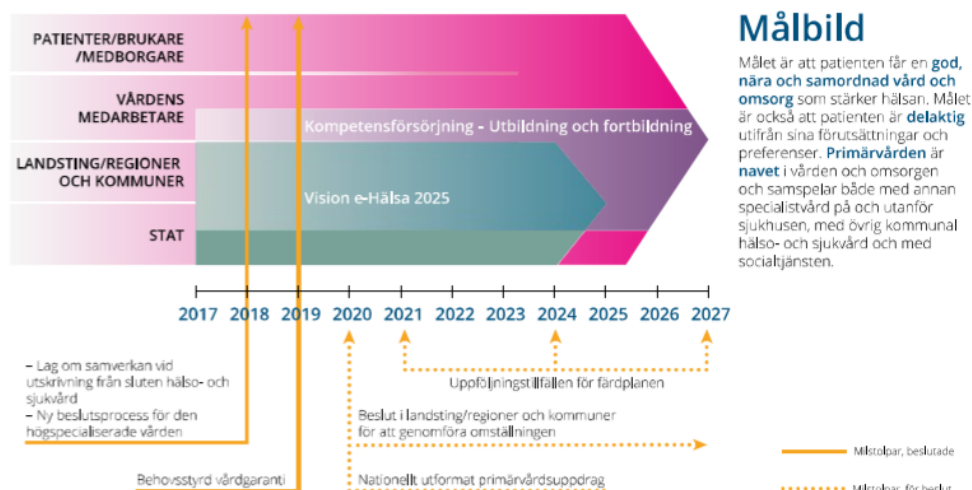 PATIENTER/BRUKARE
/MEDBORGARE
VÅRDENS
MEDARBETARE
LANDSTING/REGIONER
OCH KOMMUNER
STAT
Kompetensförsörjning – Utbildning och fortbildning
Vision e-Hälsa 2025
Målbild
Målet är att patienten får en god,
nära och samordnad vård och
omsorg som stärker hälsan. Målet
är också att patienten är delaktig
utifrån sina förutsättningar och
preferenser. Primärvården är
navet i vården och omsorgen
och samspelar både med annan
specialistvård på och utanför
sjukhusen, med övrig kommunal
hälso- och sjukvård och med
socialtjänsten.
2017 2018 2019 2020 2021 2022 2023 2024 2025 2026 2027
– Lag om samverkan vid
utskrivning från sluten hälso- och
sjukvård
– Ny beslutsprocess för den
högspecialiserade vården
Behovsstyrd vårdgaranti
Uppföljningstillfällen för färdplanen
Beslut i landsting/regioner och kommuner
för att genomföra omställningen
Nationellt utformat primärvårdsuppdrag
Milstolpar, beslutade
Milstolpar, för beslut